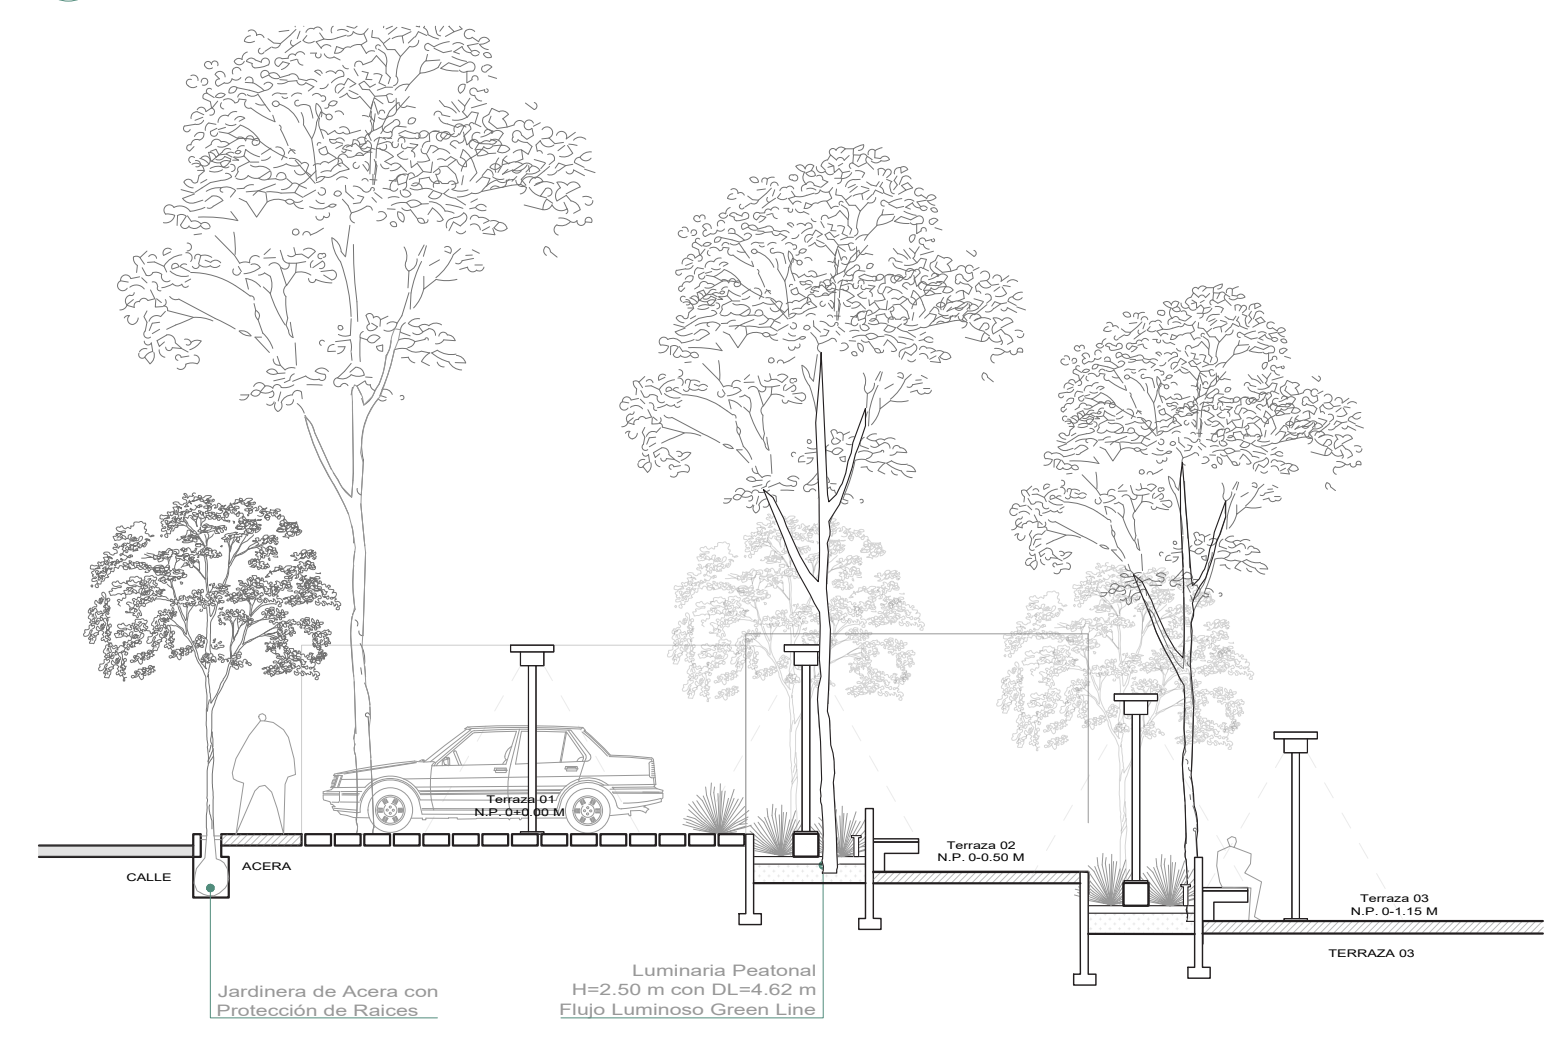 Terraza 01
N.P. 0+0.00 M
Terraza 02
N.P. 0-0.50 M
ACERA
CALLE
Terraza 03
N.P. 0-1.15 M
TERRAZA 03
Jardinera de Acera con
Protección de Raices
Luminaria Peatonal
H=2.50 m con DL=4.62 m
Flujo Luminoso Green Line